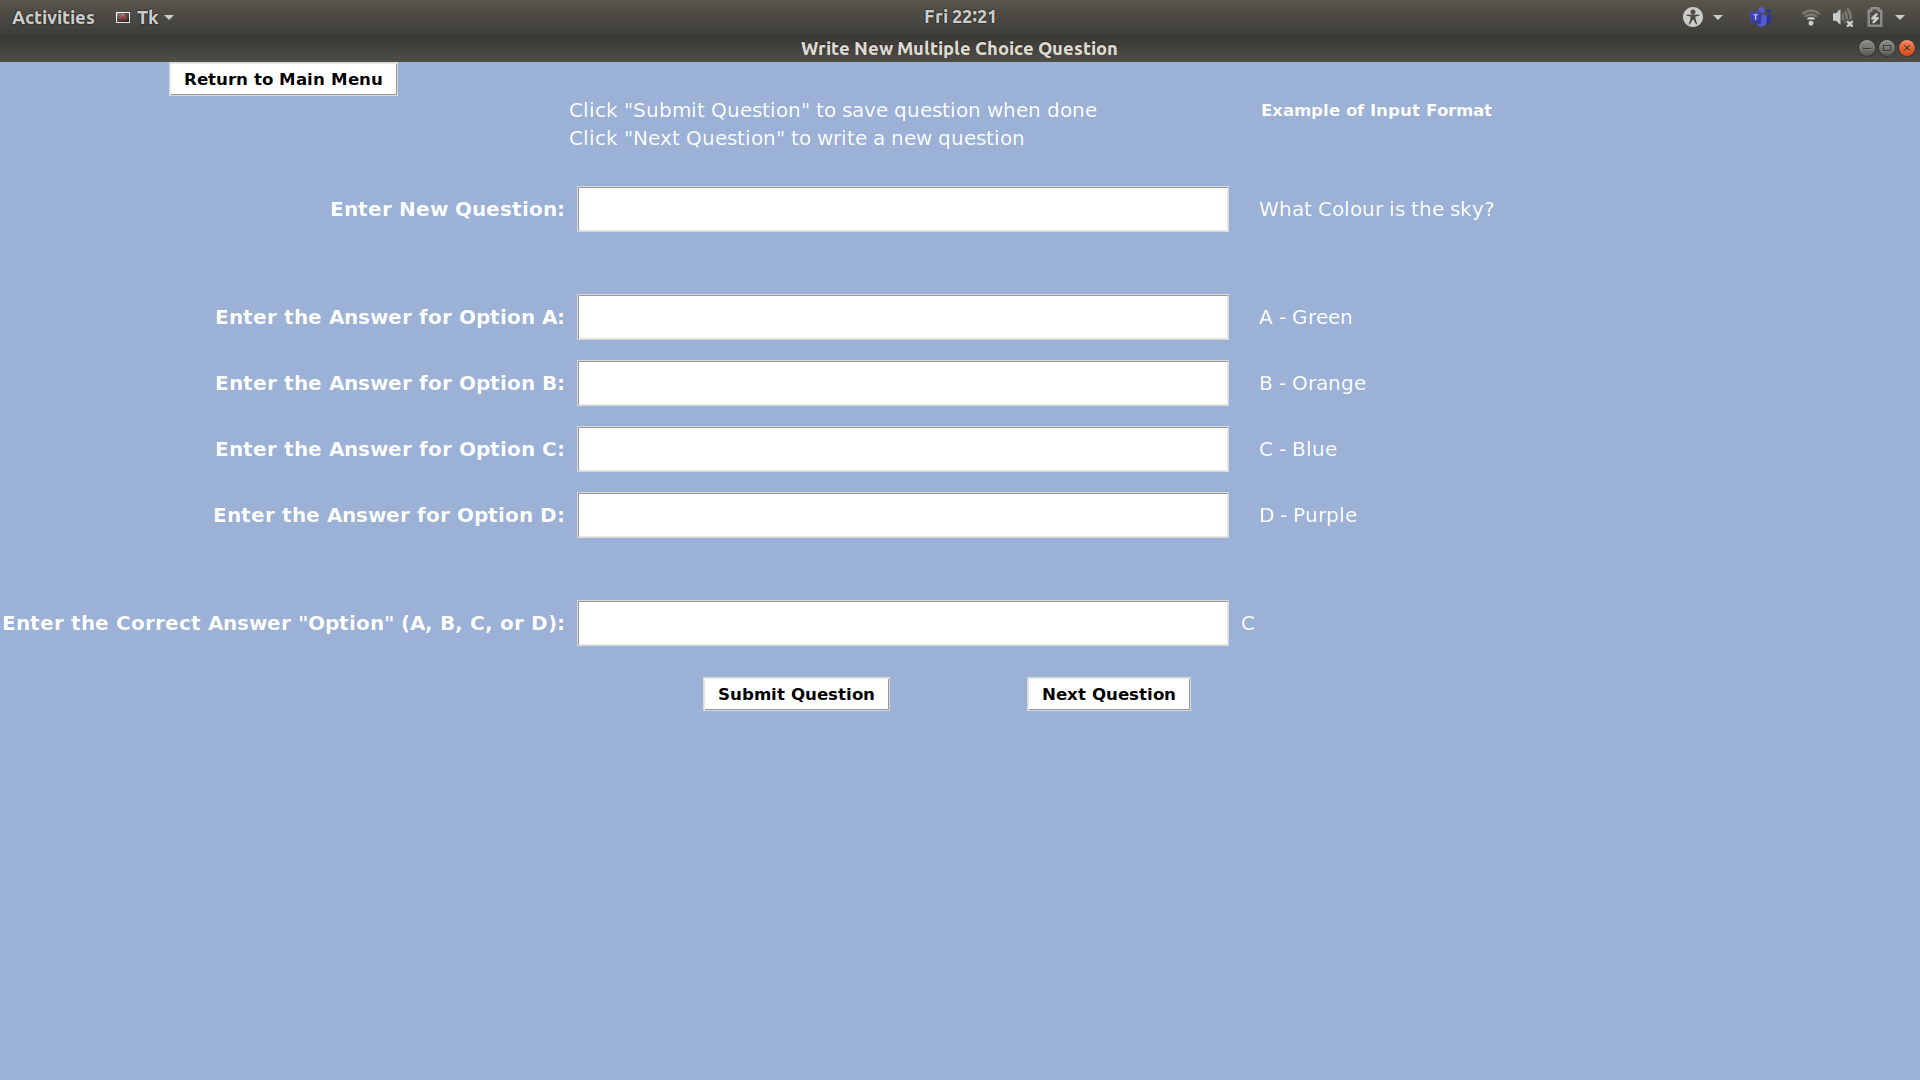 Activities Tk Fri 22:21
Write New Multiple Choice Question
Return to Main Menu
Click "Submit Question" to save question when done
Click "Next Question" to write a new question
Example of Input Format
Enter New Question: What Colour is the sky?
Enter the Answer for Option A: A - Green
Enter the Answer for Option B: B - Orange
Enter the Answer for Option C: C - Blue
Enter the Answer for Option D: D - Purple
Enter the Correct Answer "Option" (A, B, C, or D): C
Submit Question Next Question